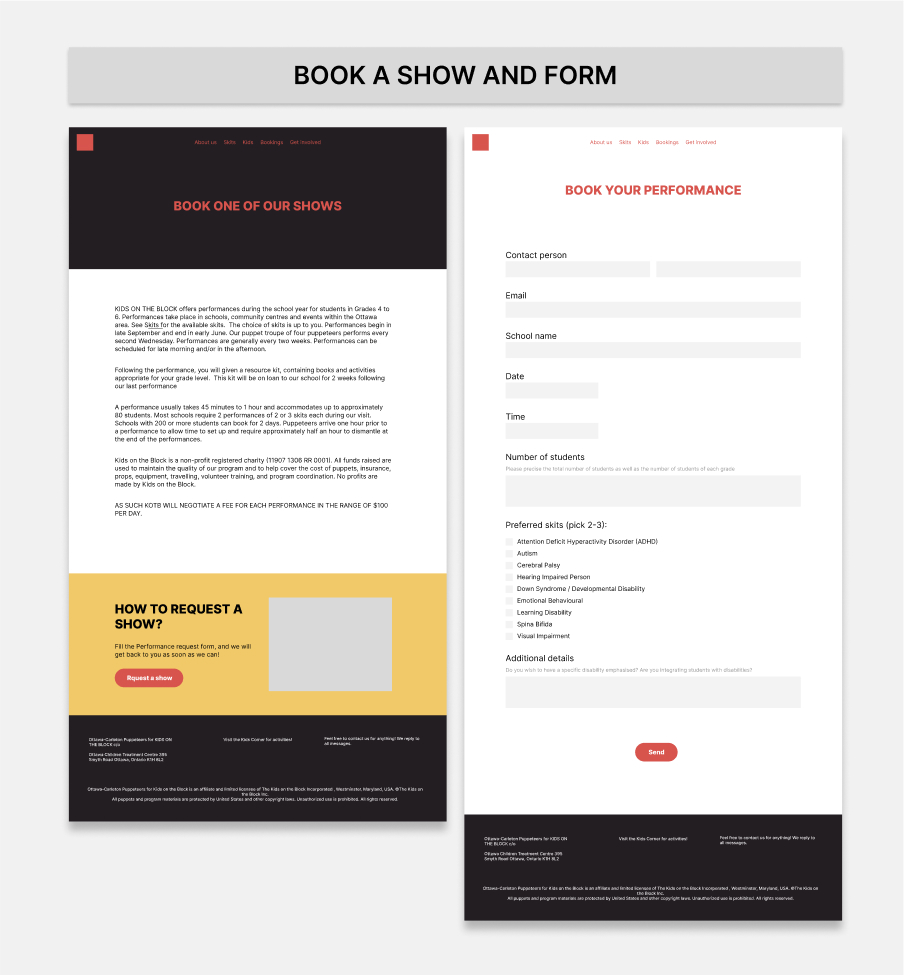 BOOK A SHOW AND FORM
About us Skits Kids Bookings Get Involved
BOOK ONE OF OUR SHOWS
KIDS ON THE BLOCK offers performances during the school year for students in Grades 4 to
6. Performances take place in schools, community centres and events within the Ottawa
area. See Skits for the available skits. The choice of skits is up to you. Performances begin in
late September and end in early June. Our puppet troupe of four puppeteers performs every
second Wednesday. Performances are generally every two weeks. Performances can be
scheduled for late morning and/or in the afternoon.
Following the performance, you will given a resource kit, containing books and activities
appropriate for your grade level. This kit will be on loan to our school for 2 weeks following
our last performance
A performance usually takes 45 minutes to 1 hour and accommodates up to approximately
80 students. Most schools require 2 performances of 2 or 3 skits each during our visit.
Schools with 200 or more students can book for 2 days. Puppeteers arrive one hour prior to
a performance to allow time to set up and require approximately half an hour to dismantle at
the end of the performances.
Kids on the Block is a non-profit registered charity (11907 1306 RR 0001). All funds raised are
used to maintain the quality of our program and to help cover the cost of puppets, insurance,
props, equipment, travelling, volunteer training, and program coordination. No profits are
made by Kids on the Block.
AS SUCH KOTB WILL NEGOTIATE A FEE FOR EACH PERFORMANCE IN THE RANGE OF $100
PER DAY.
HOW TO REQUEST A
SHOW?
Fill the Performance request form, and we will
get back to you as soon as we can!
Rquest a show
Ottawa-Carleton Puppeteers for KIDS ON
THE BLOCK c/o
Ottawa Children Treatment Centre 395
Smyth Road Ottawa, Ontario K1H 8L2
Visit the Kids Corner for activities!
Feel free to contact us for anything! We reply to
all messages.
Ottawa-Carleton Puppeteers for Kids on the Block is an affiliate and limited licensee of The Kids on the Block Incorporated , Westminster, Maryland, USA. ©The Kids on
the Block Inc.
All puppets and program materials are protected by United States and other copyright laws. Unauthorized use is prohibited. All rights reserved.
About us Skits Kids Bookings Get Involved
BOOK YOUR PERFORMANCE
Contact person
Email
School name
Date
Time
Number of students
Please precise the total number of students as well as the number of students of each grade
Preferred skits (pick 2-3):
Attention Deficit Hyperactivity Disorder (ADHD)
Autism
Cerebral Palsy
Hearing Impaired Person
Down Syndrome / Developmental Disability
Emotional Behavioural
Learning Disability
Spina Bifida
Visual Impairment
Additional details
Do you wish to have a specific disability emphasised? Are you integrating students with disabilities?
Send
Ottawa-Carleton Puppeteers for KIDS ON
THE BLOCK c/o
Ottawa Children Treatment Centre 395
Smyth Road Ottawa, Ontario K1H 8L2
Visit the Kids Corner for activities!
Feel free to contact us for anything! We reply to
all messages.
Ottawa-Carleton Puppeteers for Kids on the Block is an affiliate and limited licensee of The Kids on the Block Incorporated , Westminster, Maryland, USA. ©The Kids on
the Block Inc.
All puppets and program materials are protected by United States and other copyright laws. Unauthorized use is prohibited. All rights reserved.